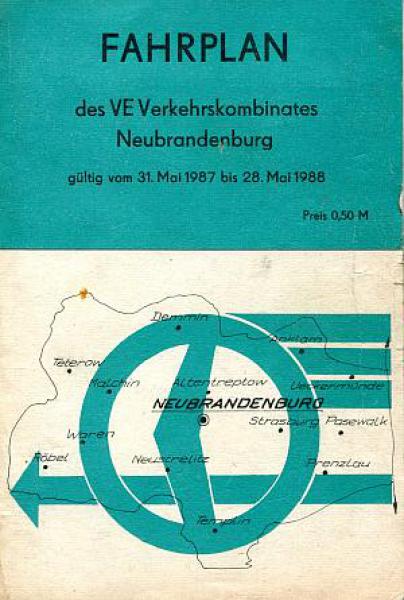 FAHRPLAN
des VE Verkehrskombinates
Neubrandenburg
gültig vom 31. Mai 1987 bis 28. Mai 1988
Preis 0,50 M
Demmin
Anklam
Teterow
Malchin
Altentreptow
Ueckermünde
NEUBRANDENBURG
Strasburg
Pasewalk
Waren
Röbel
Neustrelitz
Prenzlau
Templin